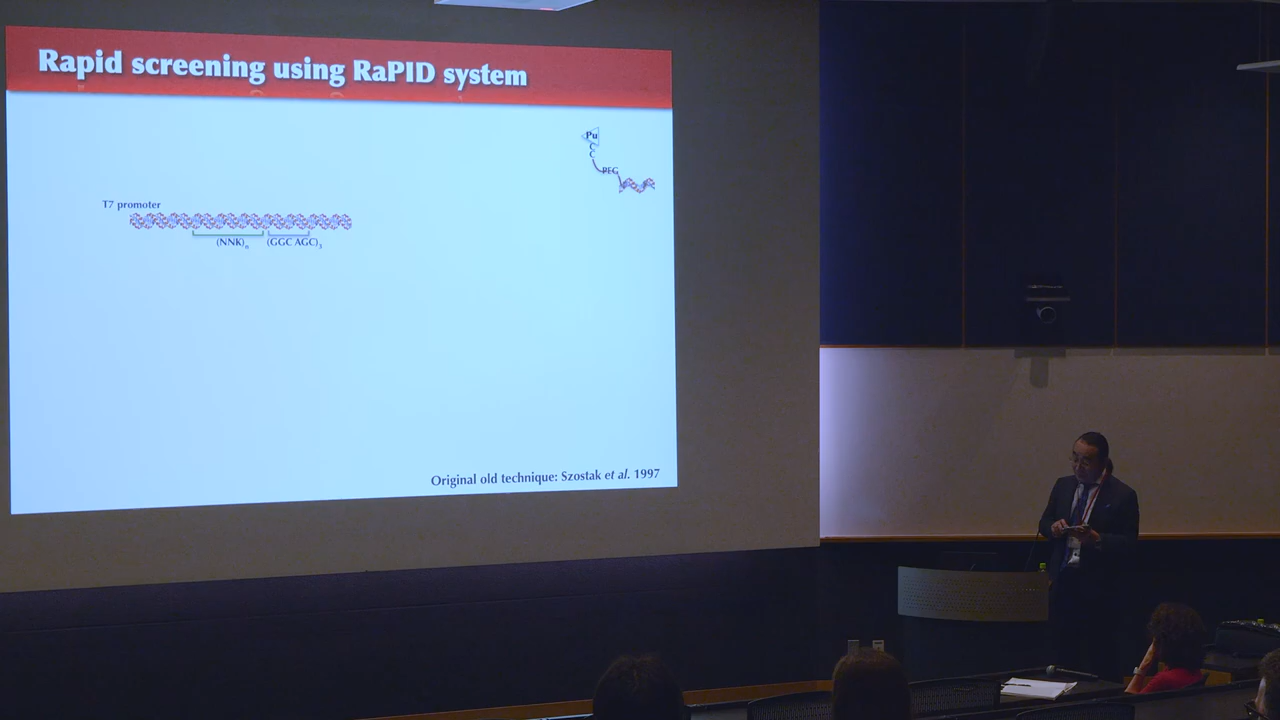 Rapid screening using RaPID system
Pu
C
C
PEG
T7 promoter
(NNK)n (GGC AGC)3
Original old technique: Szostak et al. 1997